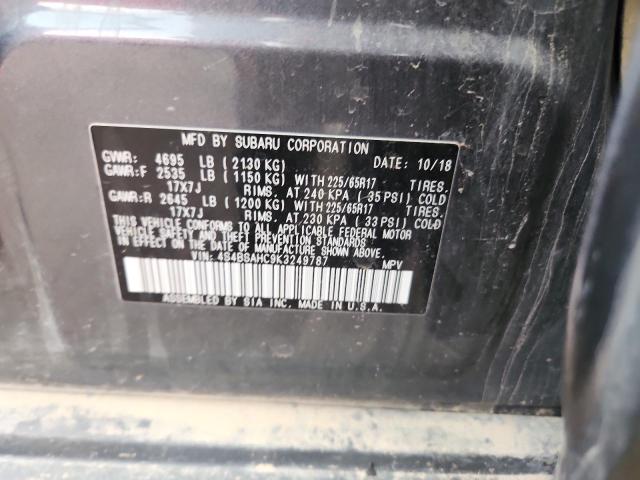 MFD BY SUBARU CORPORATION
GVWR: 4695 LB (2130 KG) DATE: 10/18
GAWR:F 2535 LB (1150 KG) WITH 225/65R17 TIRES.
17X7J RIMS. AT 240 KPA (35 PSI) COLD
GAWR:R 2645 LB (1200 KG) WITH 225/65R17 TIRES.
17X7J RIMS. AT 230 KPA (33 PSI) COLD
THIS VEHICLE CONFORMS TO ALL APPLICABLE FEDERAL MOTOR
VEHICLE SAFETY, BUMPER, AND THEFT PREVENTION STANDARDS
IN EFFECT ON THE DATE OF MANUFACTURE SHOWN ABOVE.
VIN: 4S4BSAHC9K3249787 MPV
ASSEMBLED BY SIA INC. MADE IN U.S.A.